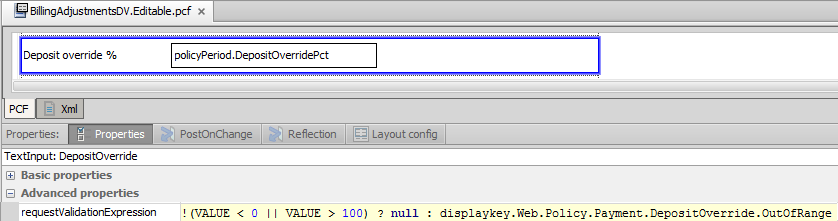 BillingAdjustmentsDV.Editable.pcf ×
Deposit override % policyPeriod.DepositOverridePct
PCF Xml
Properties: Properties PostOnChange Reflection Layout config
TextInput: DepositOverride
Basic properties
Advanced properties
requestValidationExpression !(VALUE < 0 || VALUE > 100) ? null : displaykey.Web.Policy.Payment.DepositOverride.OutOfRange